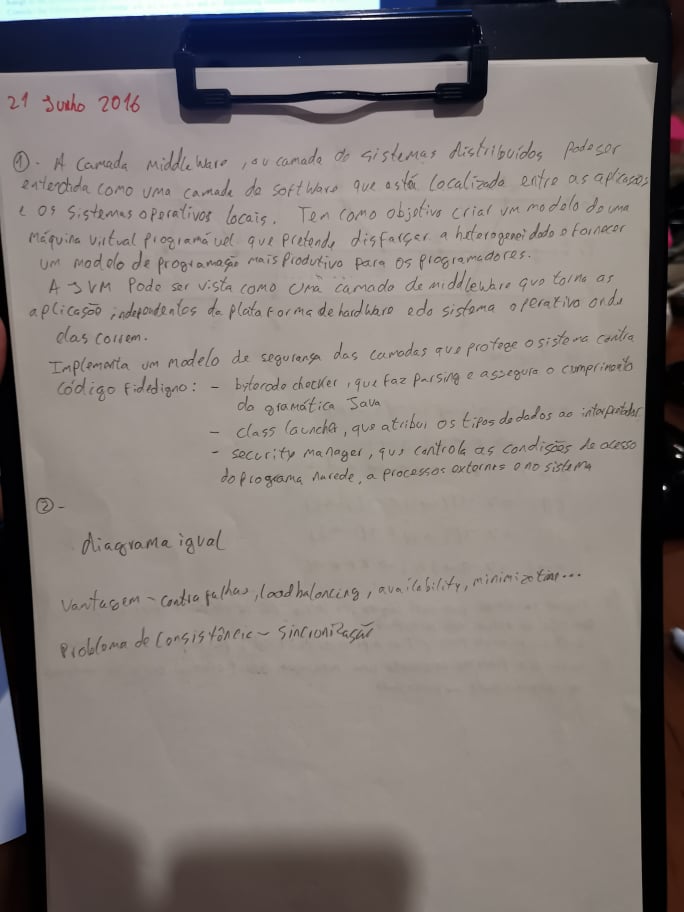 21 Junho 2016
①. A camada middleware, ou camada de sistemas distribuídos pode ser
entendida como uma camada de software que está localizada entre as aplicações
e os sistemas operativos locais. Tem como objetivo criar um modelo de uma
máquina virtual programável que pretende disfarçar a heterogeneidade e fornecer
um modelo de programação mais produtivo para os programadores.
A JVM pode ser vista como uma camada de middleware que torna as
aplicação independentes da plataforma de hardware e do sistema operativo onde
elas correm.
Implementa um modelo de segurança das camadas que protege o sistema contra
código fidedigno: - bytecode checker, que faz parsing e assegura o cumprimento
da gramática Java
- class launcher, que atribui os tipos de dados ao interpretador
- security manager, que controla as condições de acesso
do programa na rede, a processos externos e no sistema
②-
diagrama igual
Vantagem - contra falhas, load balancing, availability,
Problema de consistência - sincronização